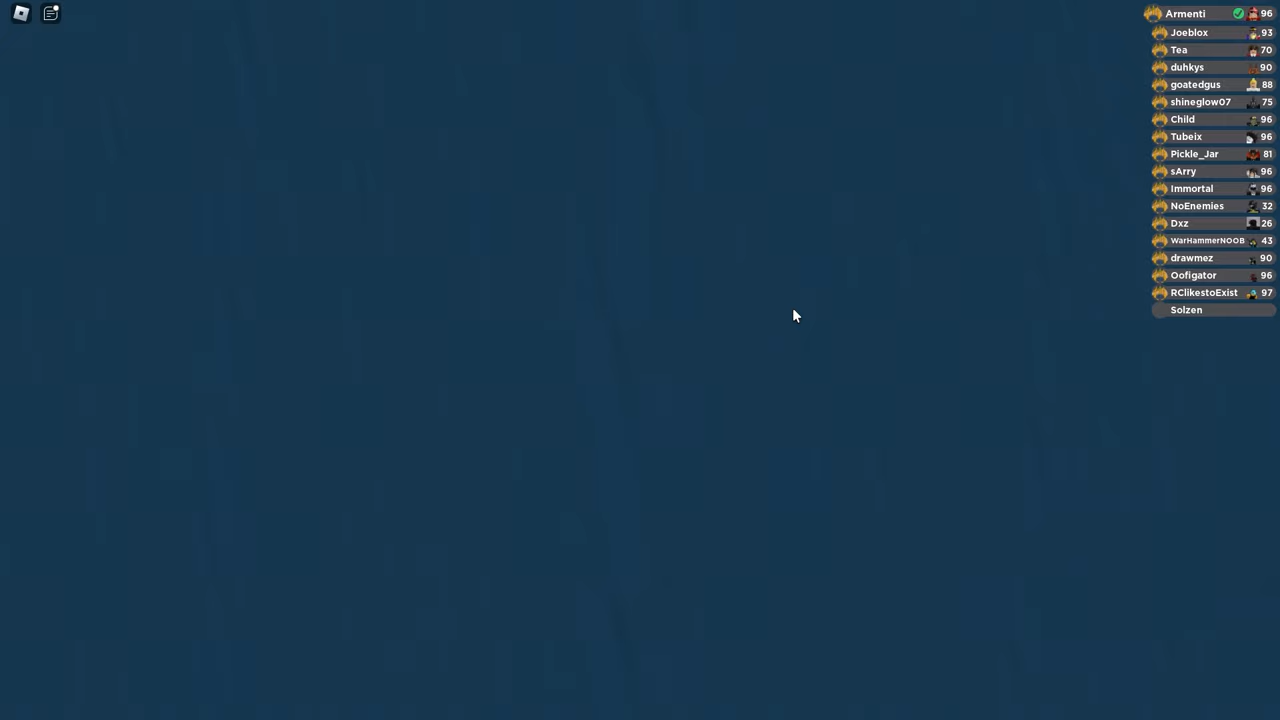 Armenti 96
Joeblox 93
Tea 70
duhkys 90
goatedgus 88
shineglow07 75
Child 96
Tubeix 96
Pickle_Jar 81
sArry 96
Immortal 96
NoEnemies 32
Dxz 26
WarHammerNOOB 43
drawmez 90
Oofigator 96
RClikestoExist 97
Solzen